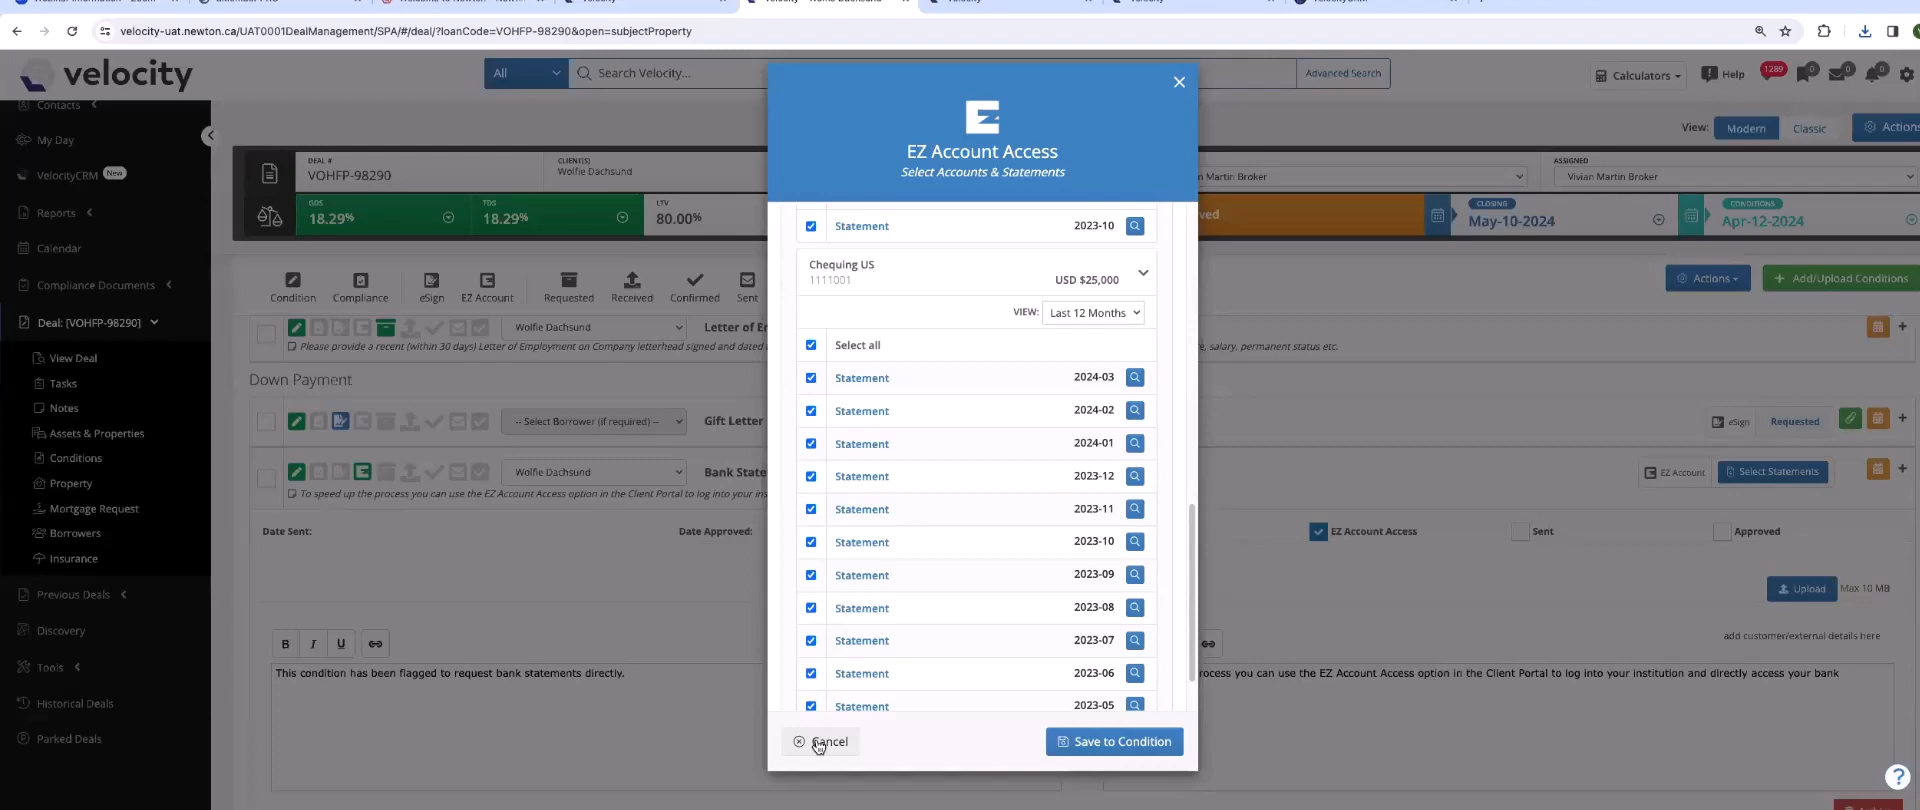 Velocity
velocity-uat.newton.ca/UAT0001DealManagement/SPA/#/deal/?loanCode=VOHFP-98290&open=subjectProperty
velocity
All
Search Velocity...
Advanced Search
Calculators
Help
1289
0
0
0
Contacts
My Day
VelocityCRM New
Reports
Calendar
Compliance Documents
Deal: [VOHFP-98290]
View Deal
Tasks
Notes
Assets & Properties
Conditions
Property
Mortgage Request
Borrowers
Insurance
Previous Deals
Discovery
Tools
Historical Deals
Parked Deals
View: Modern Classic Actions
DEAL #
VOHFP-98290
CLIENT(S)
Wolfie Dachsund
Martin Broker
ASSIGNED
Vivian Martin Broker
GDS
18.29%
TDS
18.29%
LTV
80.00%
ved
CLOSING
May-10-2024
CONDITIONS
Apr-12-2024
Condition Compliance eSign EZ Account Requested Received Confirmed Sent
Actions Add/Upload Conditions
Wolfie Dachsund Letter of E
Please provide a recent (within 30 days) Letter of Employment on Company letterhead signed and dated
, salary, permanent status etc.
Down Payment
-- Select Borrower (if required) -- Gift Letter
eSign Requested
Wolfie Dachsund Bank State
EZ Account Select Statements
To speed up the process you can use the EZ Account Access option in the Client Portal to log into your ins
Date Sent: Date Approved: EZ Account Access Sent Approved
Upload Max 10 MB
B I U
add customer/external details here
This condition has been flagged to request bank statements directly.
rocess you can use the EZ Account Access option in the Client Portal to log into your institution and directly access your bank
EZ
EZ Account Access
Select Accounts & Statements
Statement 2023-10
Chequing US
1111001 USD $25,000
VIEW: Last 12 Months
Select all
Statement 2024-03
Statement 2024-02
Statement 2024-01
Statement 2023-12
Statement 2023-11
Statement 2023-10
Statement 2023-09
Statement 2023-08
Statement 2023-07
Statement 2023-06
Statement 2023-05
Cancel
Save to Condition
?